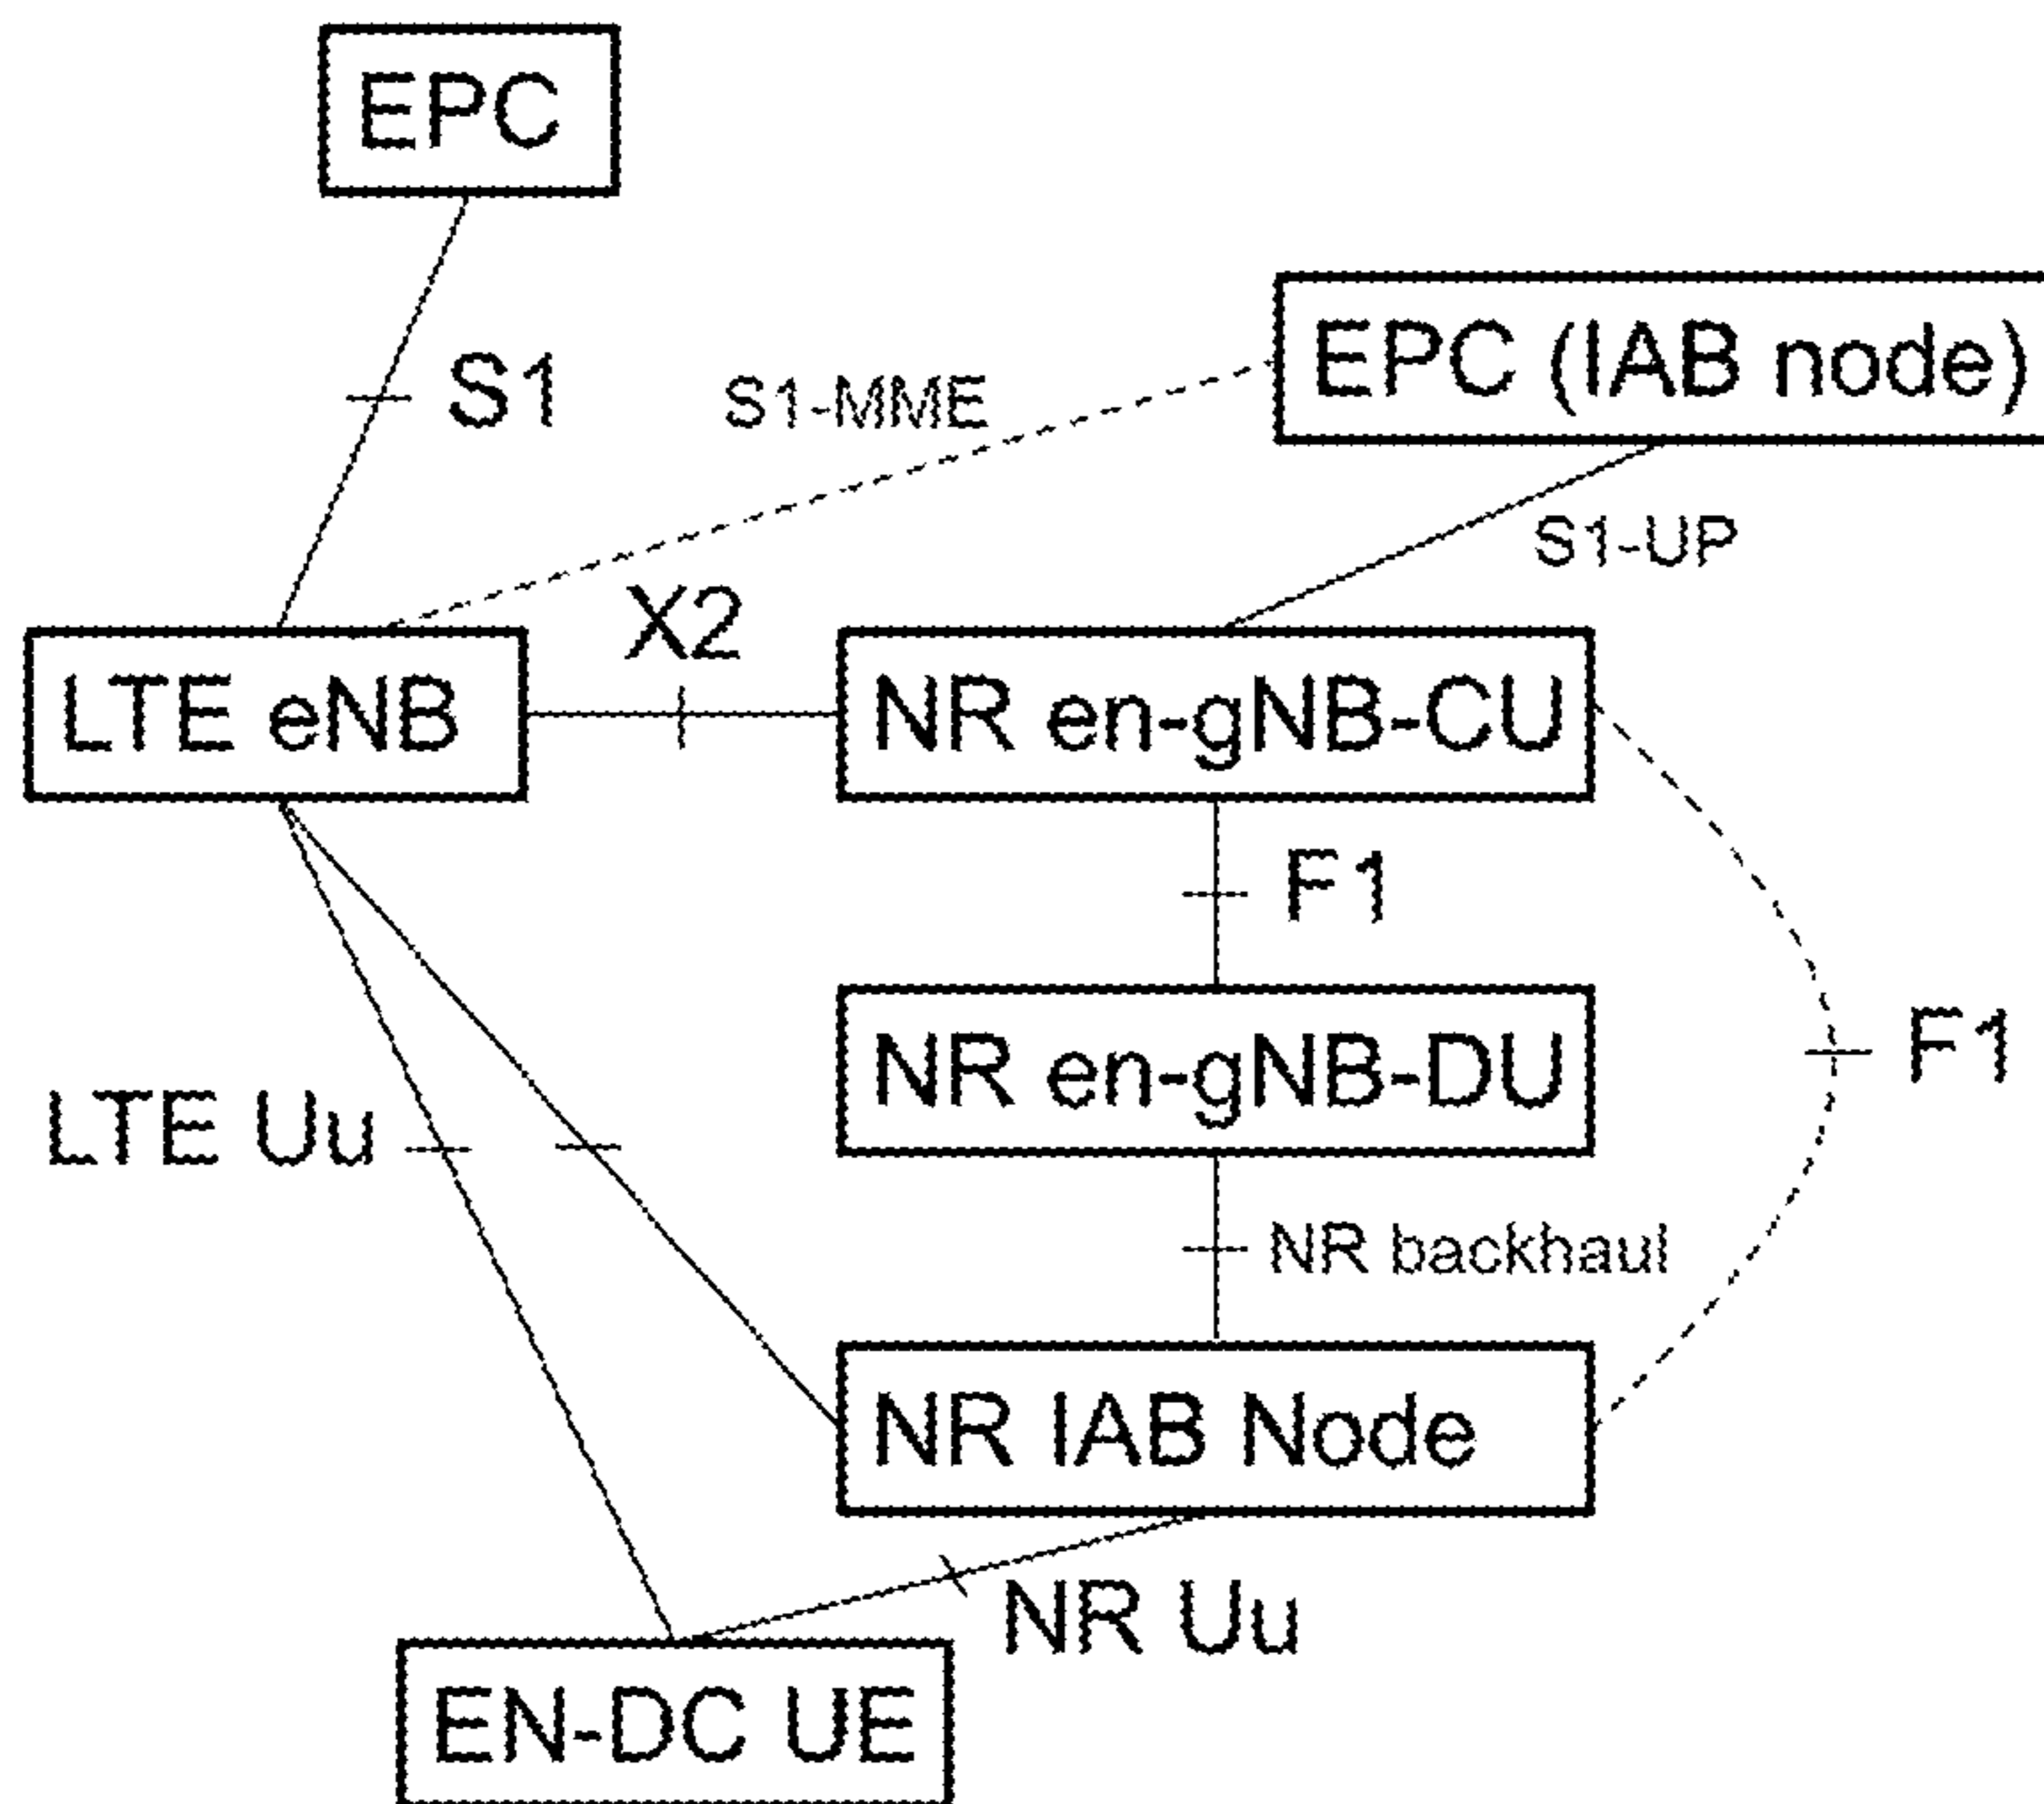 EPC
EPC (IAB node)
S1
S1-MME
S1-UP
X2
LTE eNB
NR en-gNB-CU
F1
NR en-gNB-DU
F1
LTE Uu
NR backhaul
NR IAB Node
NR Uu
EN-DC UE